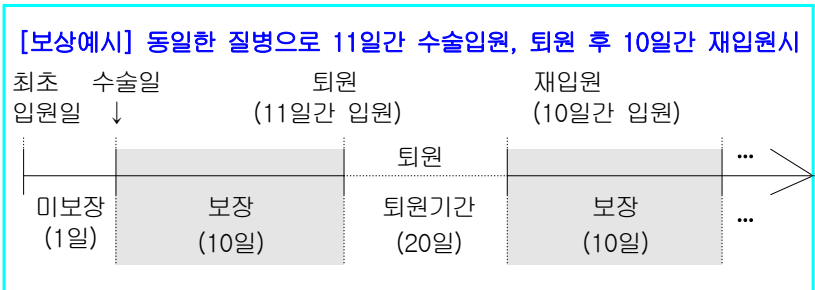 [보상예시] 동일한 질병으로 11일간 수술입원, 퇴원 후 10일간 재입원시
최초 수술일 퇴원 재입원
입원일 ↓ (11일간 입원) (10일간 입원)
퇴원 ...
미보장 보장 퇴원기간 보장 ...
(1일) (10일) (20일) (10일)